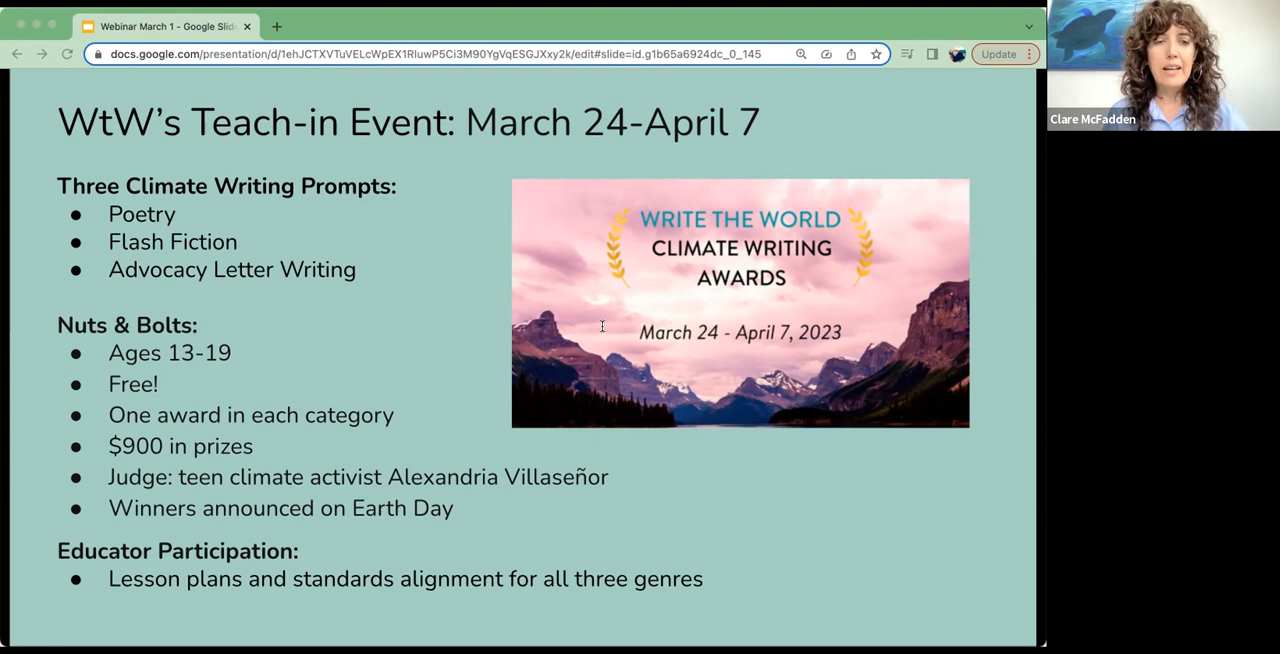 Webinar March 1 - Google Slid
docs.google.com/presentation/d/1ehJCTXVTuVELcWpEX1RluwP5Ci3M90YgVqESGJXxy2k/edit#slide=id.g1b65a6924dc_0_145
Update
Clare McFadden
WtW’s Teach-in Event: March 24-April 7
Three Climate Writing Prompts:
● Poetry
● Flash Fiction
● Advocacy Letter Writing
WRITE THE WORLD
CLIMATE WRITING
AWARDS
March 24 - April 7, 2023
Nuts & Bolts:
● Ages 13-19
● Free!
● One award in each category
● $900 in prizes
● Judge: teen climate activist Alexandria Villaseñor
● Winners announced on Earth Day
Educator Participation:
● Lesson plans and standards alignment for all three genres